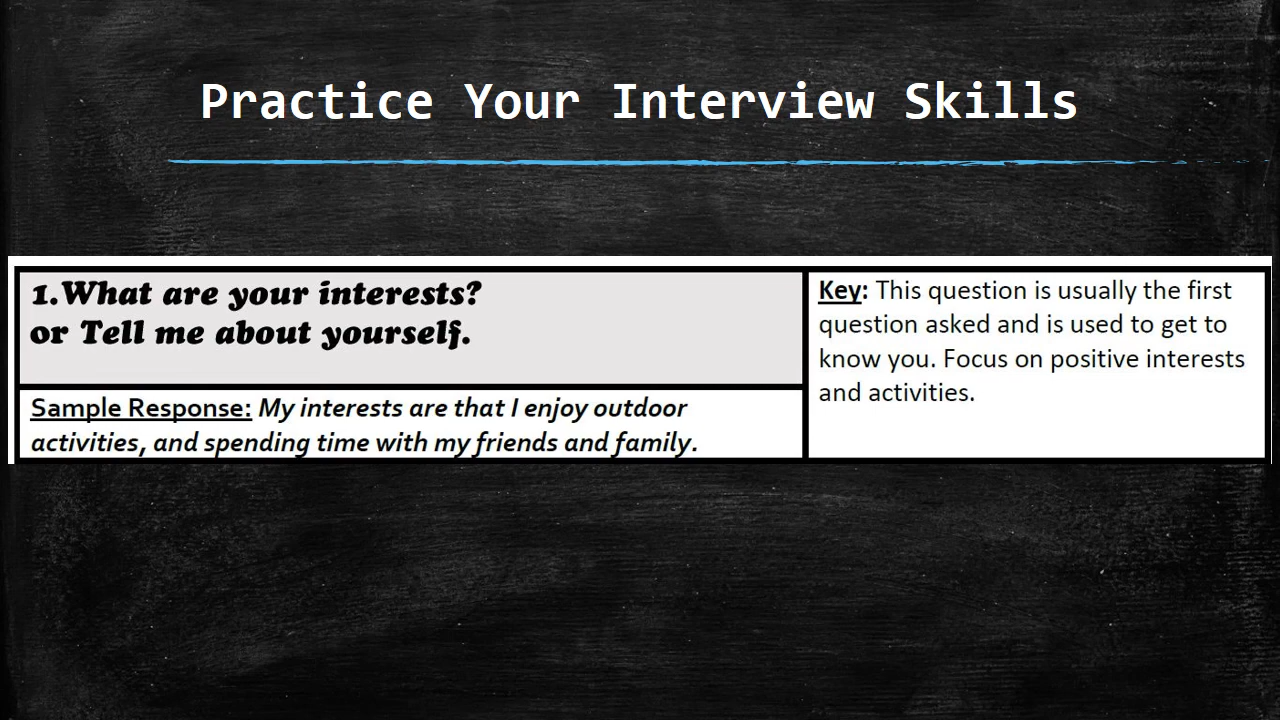 Practice Your Interview Skills
1.What are your interests?
or Tell me about yourself.
Sample Response: My interests are that I enjoy outdoor
activities, and spending time with my friends and family.
Key: This question is usually the first
question asked and is used to get to
know you. Focus on positive interests
and activities.